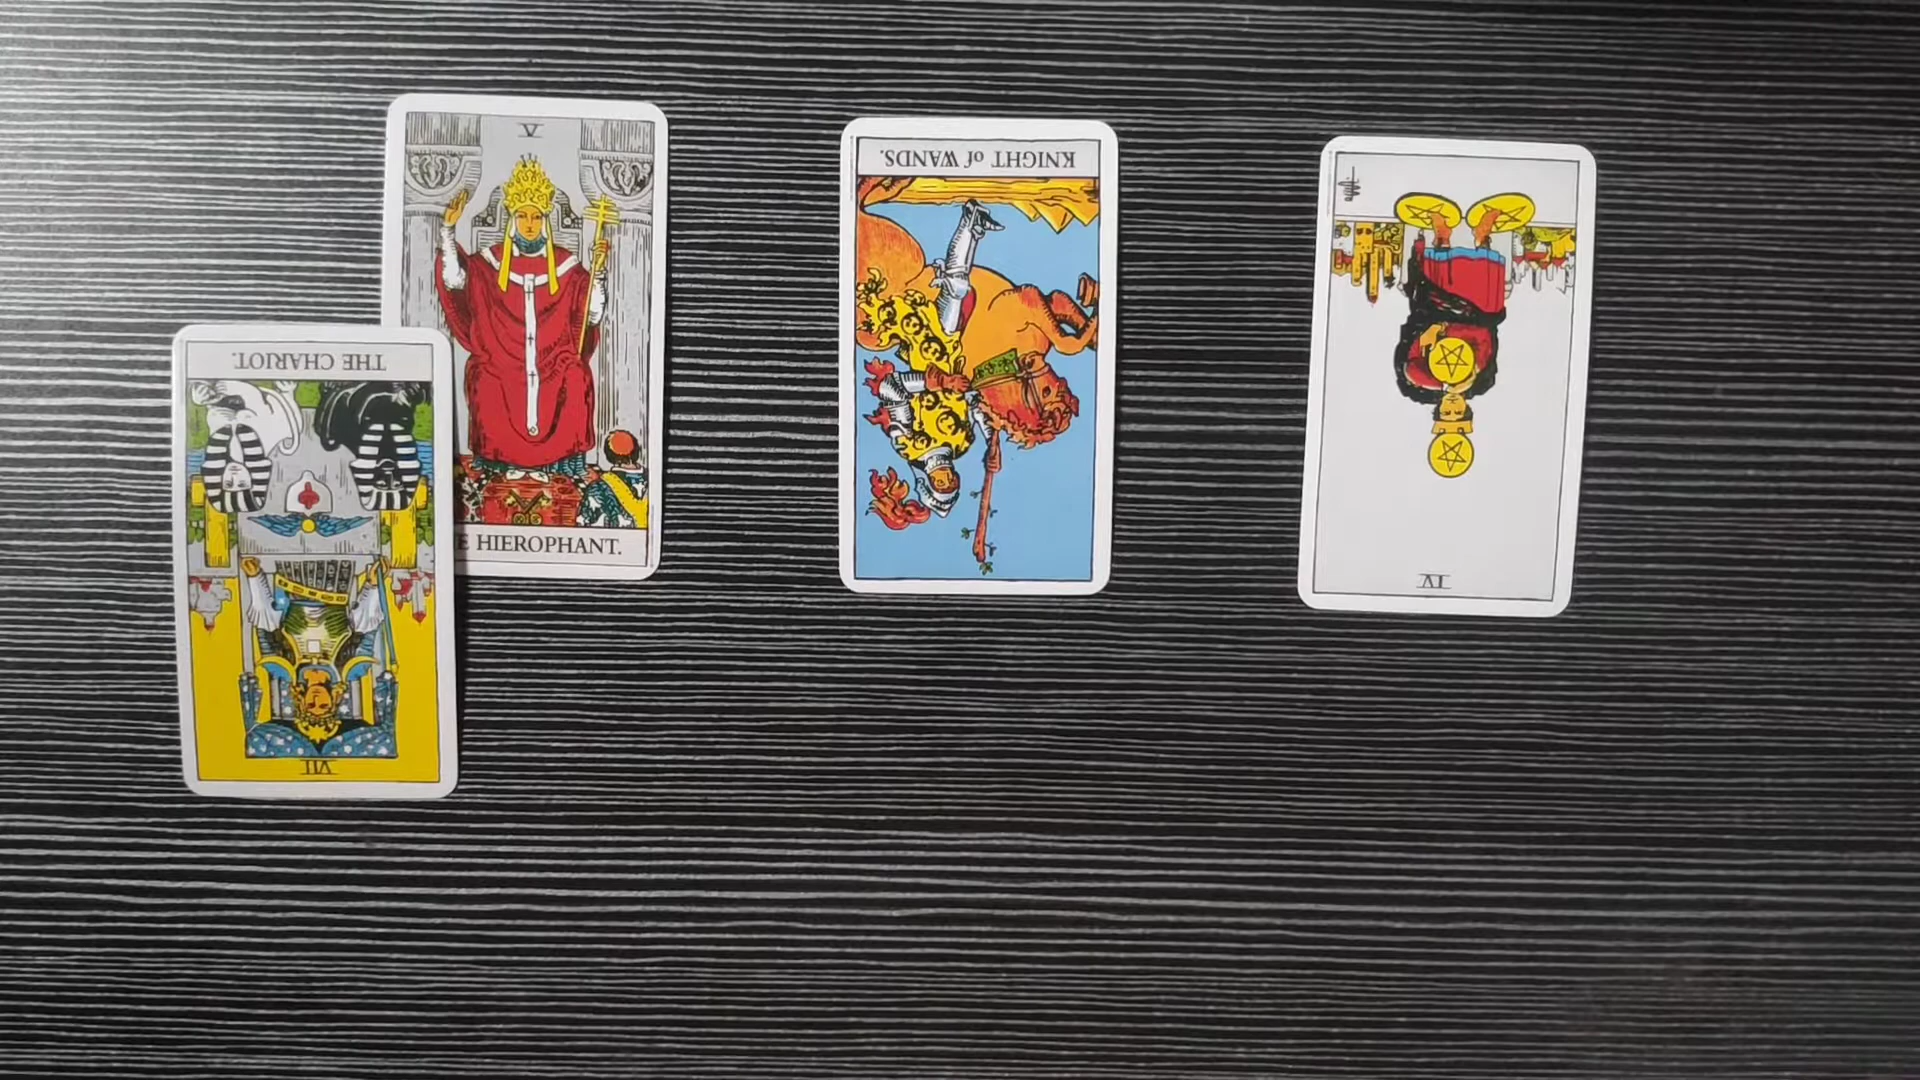 V
E HIEROPHANT.
THE CHARIOT.
VII
KNIGHT of WANDS.
IV